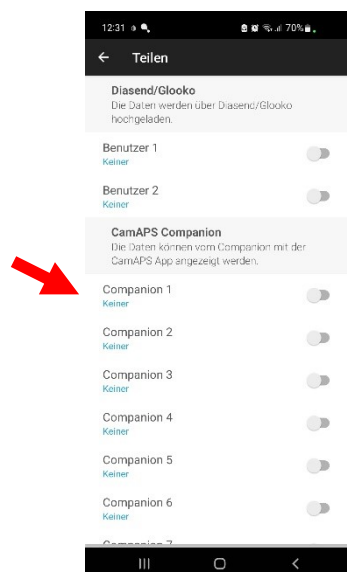 12:31 70%
Teilen
Diasend/Glooko
Die Daten werden über Diasend/Glooko
hochgeladen.
Benutzer 1
Keiner
Benutzer 2
Keiner
CamAPS Companion
Die Daten können vom Companion mit der
CamAPS App angezeigt werden.
Companion 1
Keiner
Companion 2
Keiner
Companion 3
Keiner
Companion 4
Keiner
Companion 5
Keiner
Companion 6
Keiner
Companion 7